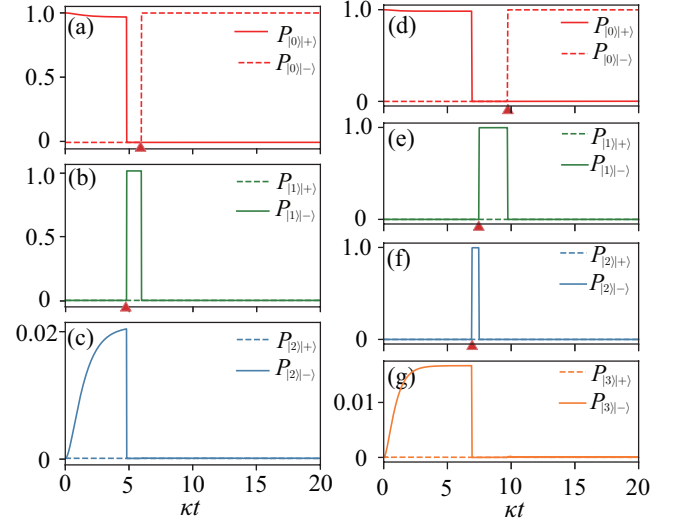 (a)
1.0
0.5
0
P|0⟩|+⟩
P|0⟩|−⟩
(b)
1.0
0.5
0
P|1⟩|+⟩
P|1⟩|−⟩
(c)
0.02
0
P|2⟩|+⟩
P|2⟩|−⟩
0 5 10 15 20
κt
(d)
1.0
0
P|0⟩|+⟩
P|0⟩|−⟩
(e)
1.0
0
P|1⟩|+⟩
P|1⟩|−⟩
(f)
1.0
0
P|2⟩|+⟩
P|2⟩|−⟩
(g)
0.01
0
P|3⟩|+⟩
P|3⟩|−⟩
0 5 10 15 20
κt